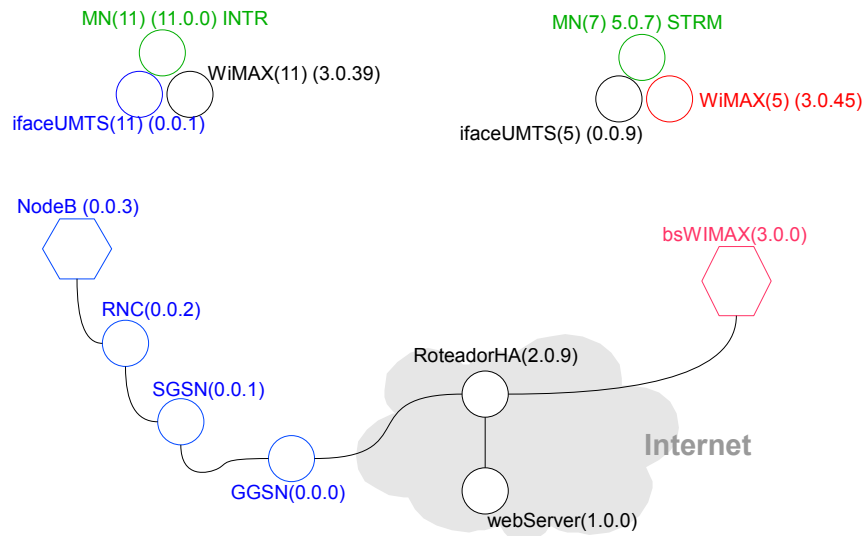 MN(11) (11.0.0) INTR
MN(7) 5.0.7) STRM
WiMAX(11) (3.0.39)
WiMAX(5) (3.0.45)
ifaceUMTS(11) (0.0.1)
ifaceUMTS(5) (0.0.9)
NodeB (0.0.3)
bsWIMAX(3.0.0)
RNC(0.0.2)
RoteadorHA(2.0.9)
SGSN(0.0.1)
Internet
GGSN(0.0.0)
webServer(1.0.0)